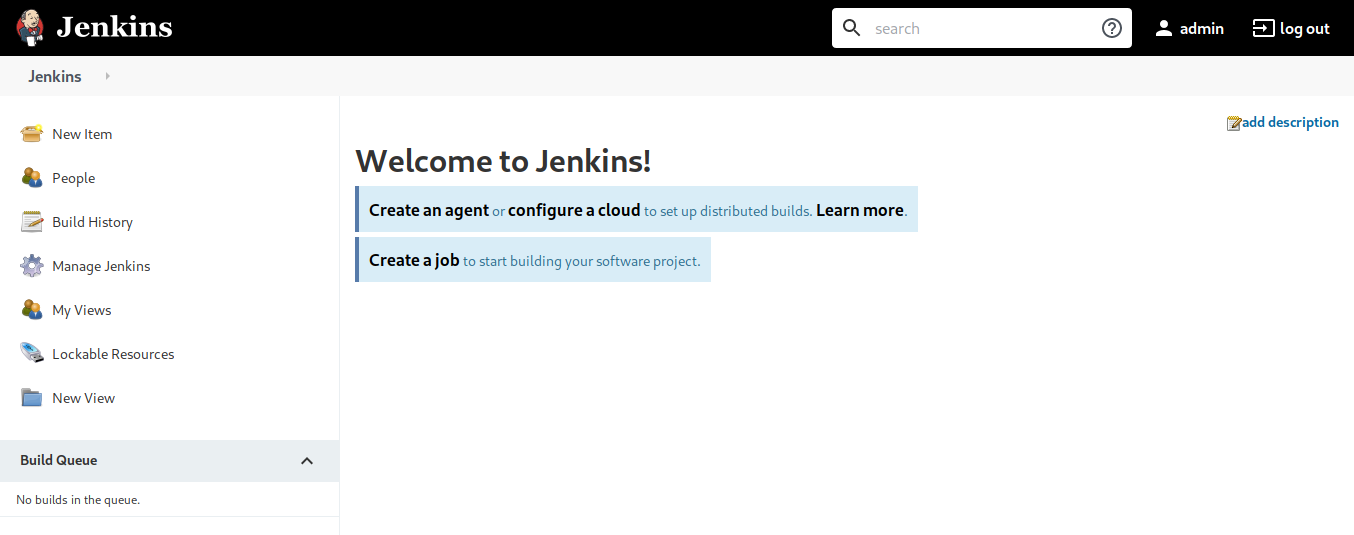 Jenkins
search
admin
log out
Jenkins
New Item
People
Build History
Manage Jenkins
My Views
Lockable Resources
New View
Build Queue
No builds in the queue.
add description
Welcome to Jenkins!
Create an agent or configure a cloud to set up distributed builds. Learn more.
Create a job to start building your software project.